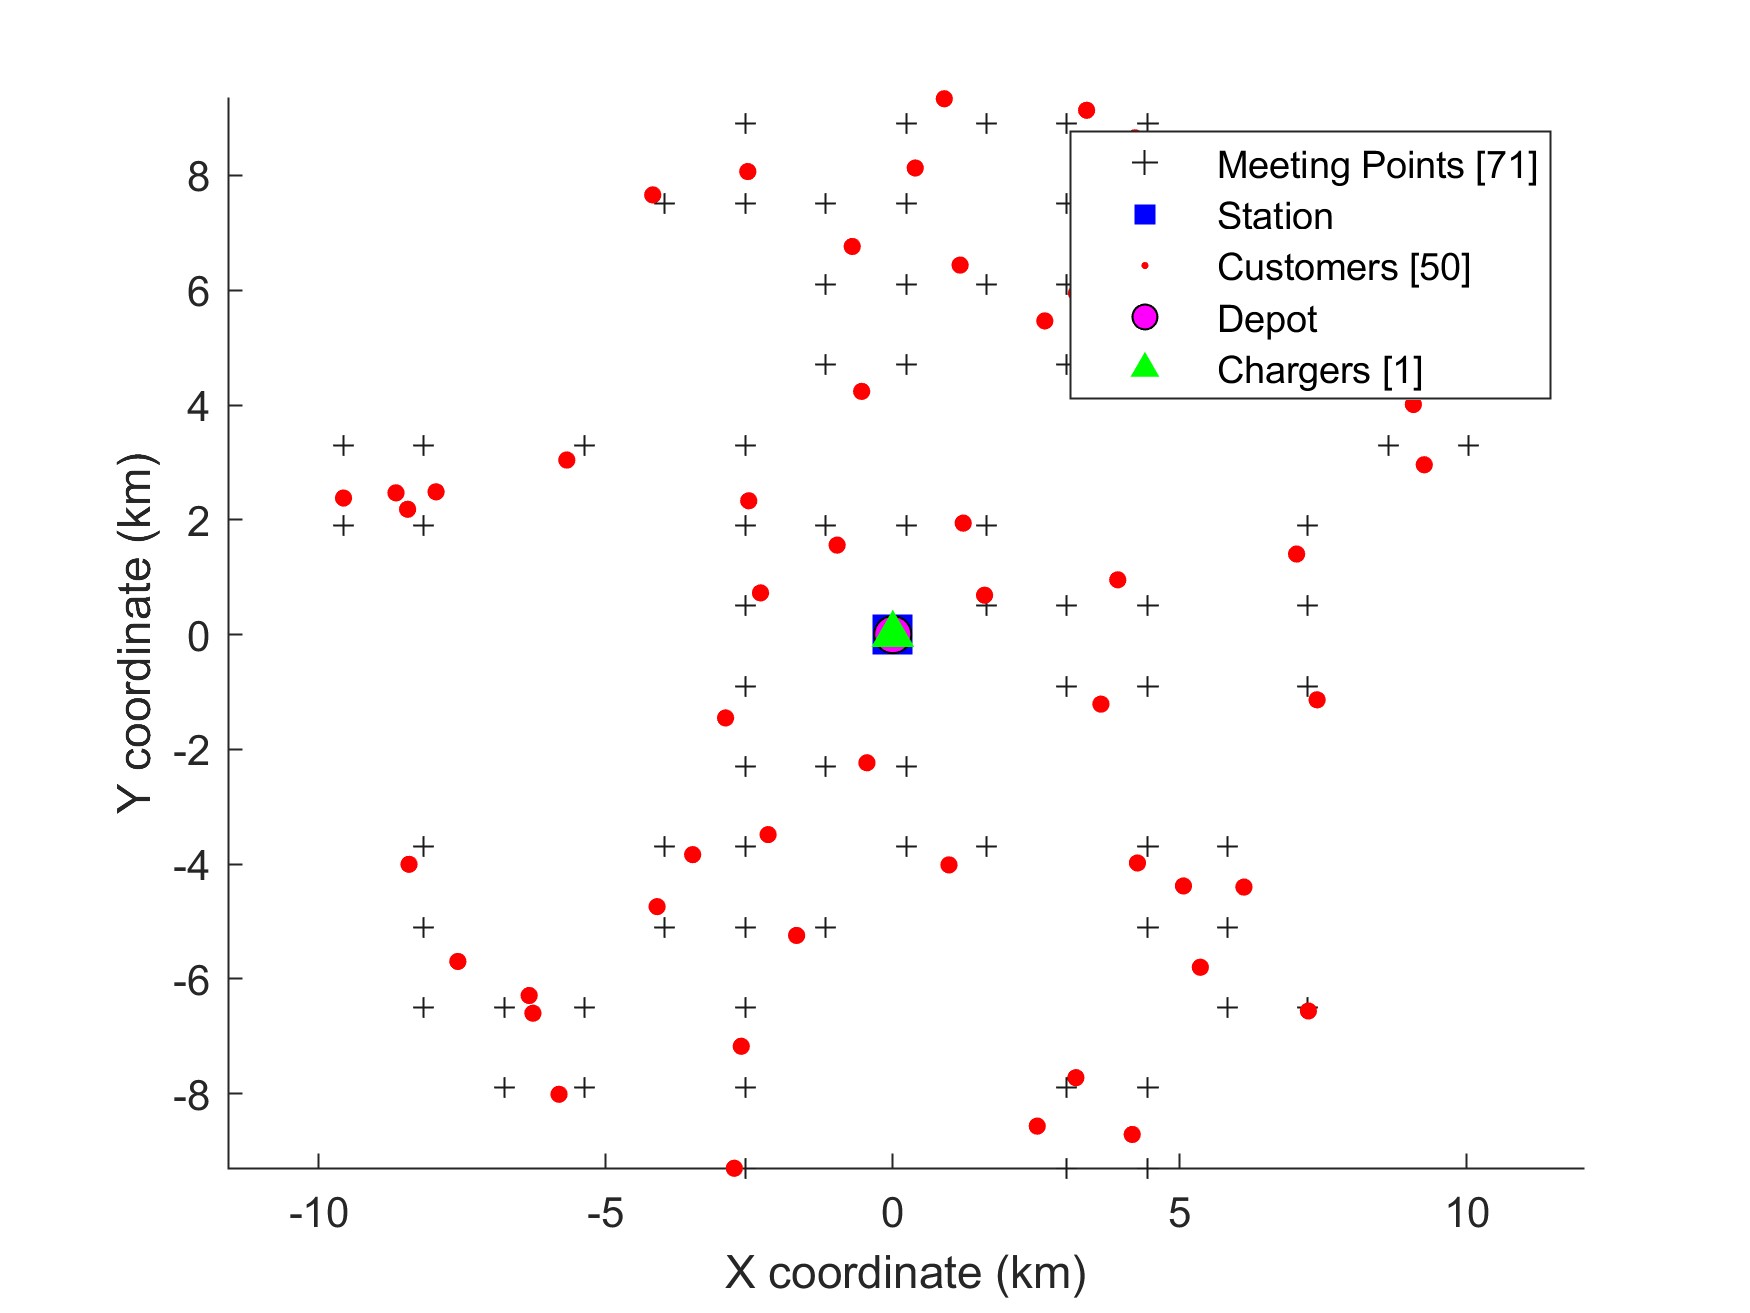 8
6
4
2
0
-2
-4
-6
-8
Y coordinate (km)
Meeting Points [71]
Station
Customers [50]
Depot
Chargers [1]
-10 -5 0 5 10
X coordinate (km)